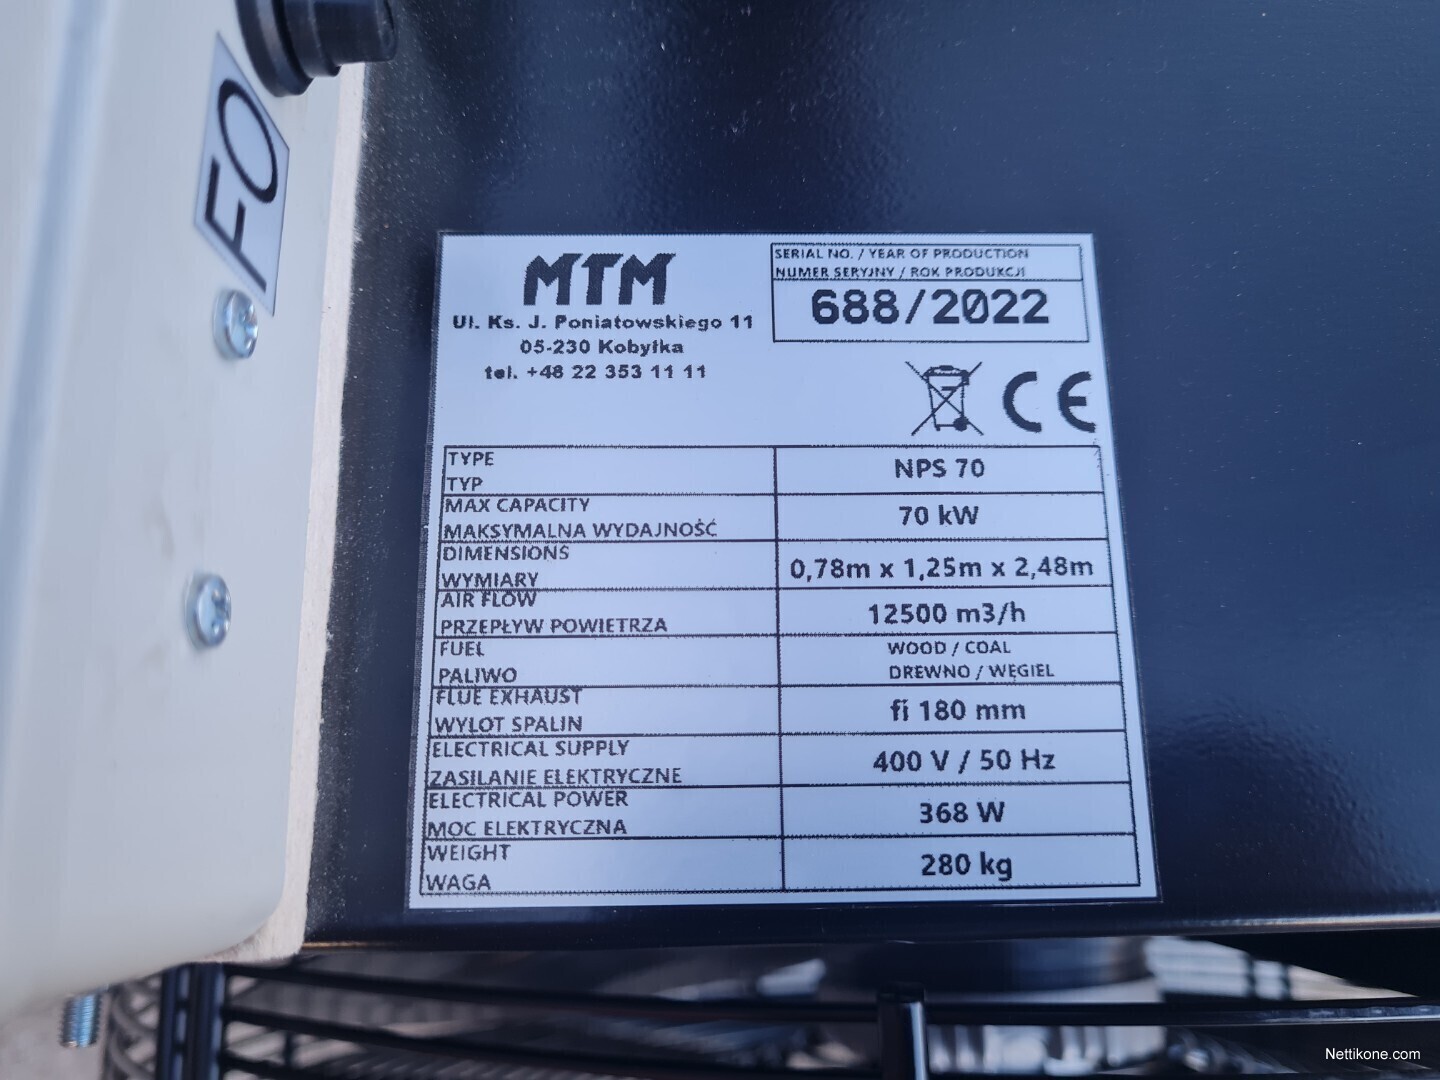 FO
MTM
Ul. Ks. J. Poniatowskiego 11
05-230 Kobyłka
tel. +48 22 353 11 11
SERIAL NO. / YEAR OF PRODUCTION
NUMER SERYJNY / ROK PRODUKCJI
688/2022
CE
TYPE
TYP
NPS 70
MAX CAPACITY
MAKSYMALNA WYDAJNOŚĆ
70 kW
DIMENSIONS
WYMIARY
0,78m x 1,25m x 2,48m
AIR FLOW
PRZEPŁYW POWIETRZA
12500 m3/h
FUEL
PALIWO
WOOD / COAL
DREWNO / WĘGIEL
FLUE EXHAUST
WYLOT SPALIN
fi 180 mm
ELECTRICAL SUPPLY
ZASILANIE ELEKTRYCZNE
400 V / 50 Hz
ELECTRICAL POWER
MOC ELEKTRYCZNA
368 W
WEIGHT
WAGA
280 kg
Nettikone.com